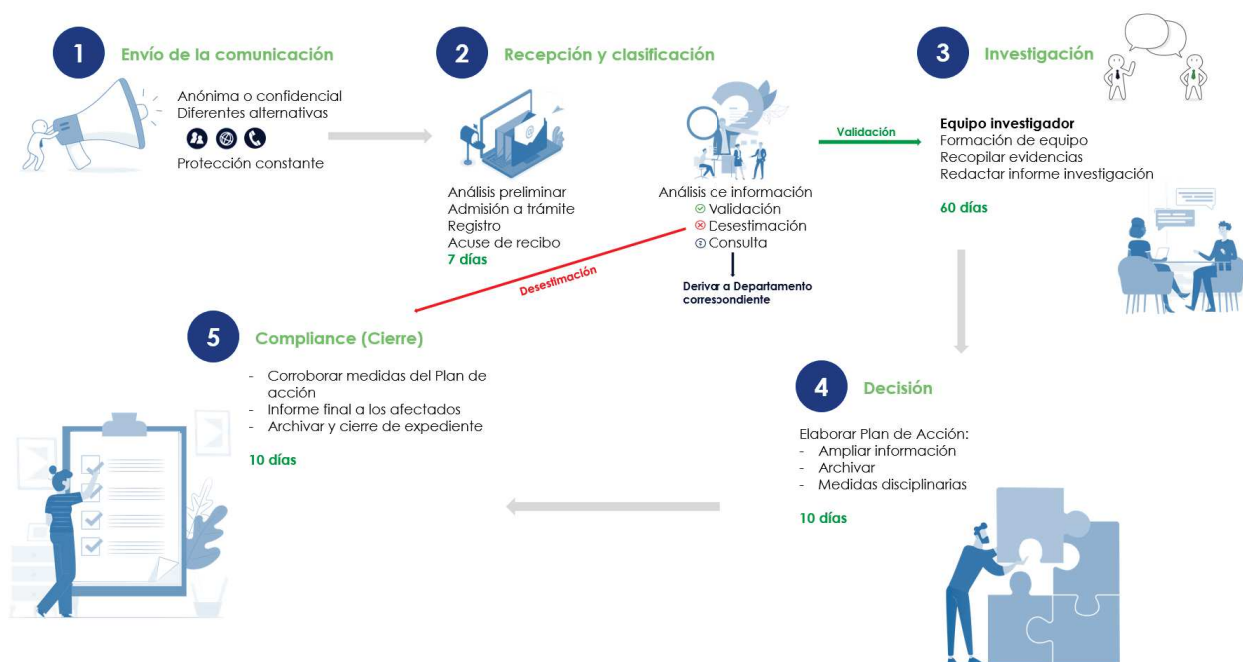 1
Envío de la comunicación
Anónima o confidencial
Diferentes alternativas
Protección constante
2
Recepción y clasificación
Análisis preliminar
Admisión a trámite
Registro
Acuse de recibo
7 días
Análisis ce información
Validación
Desestimación
Consulta
Derivar a Departamento
correspondiente
Validación
Desestimación
3
Investigación
Equipo investigador
Formación de equipo
Recopilar evidencias
Redactar informe investigación
60 días
4
Decisión
Elaborar Plan de Acción:
- Ampliar información
- Archivar
- Medidas disciplinarias
10 días
5
Compliance (Cierre)
- Corroborar medidas del Plan de
acción
- Informe final a los afectados
- Archivar y cierre de expediente
10 días